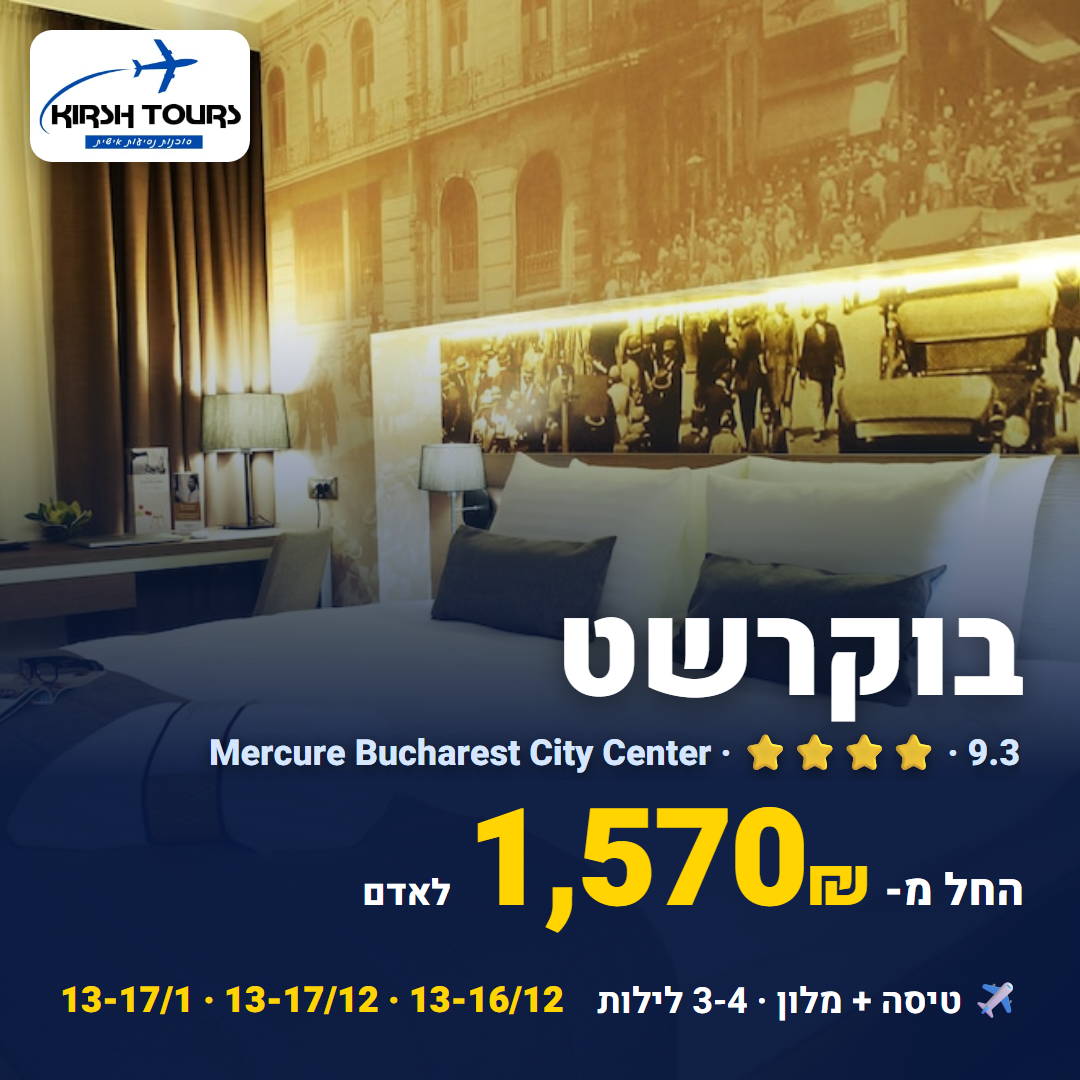 KIRSH TOURS
סוכנות נסיעות אישית
בוקרשט
9.3 · ⭐⭐⭐⭐ · Mercure Bucharest City Center
החל מ- ₪1,570 לאדם
✈️ טיסה + מלון · 3-4 לילות 13-16/12 · 13-17/12 · 13-17/1